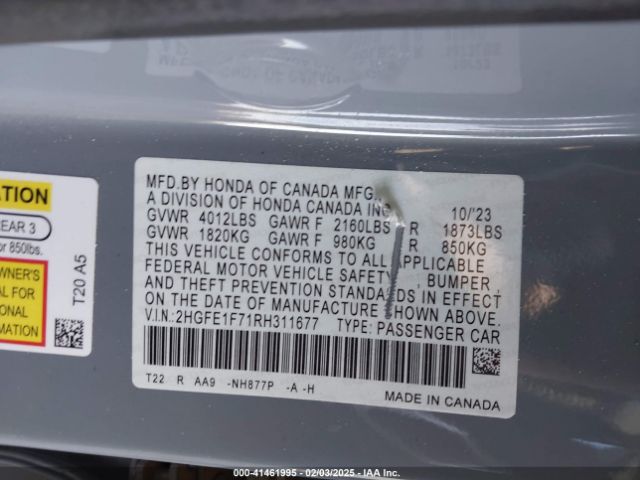 ATION
REAR 3
or 850lbs.
WNER'S
AL FOR
ONAL
MATION
T20 A5
MFD.BY HONDA OF CANADA MFG.
A DIVISION OF HONDA CANADA INC. 10/'23
GVWR 4012LBS GAWR F 2160LBS R 1873LBS
GVWR 1820KG GAWR F 980KG R 850KG
THIS VEHICLE CONFORMS TO ALL APPLICABLE
FEDERAL MOTOR VEHICLE SAFETY, BUMPER,
AND THEFT PREVENTION STANDARDS IN EFFECT
ON THE DATE OF MANUFACTURE SHOWN ABOVE.
V.I.N:2HGFE1F71RH311677 TYPE: PASSENGER CAR
T22 R AA9 -NH877P -A -H
MADE IN CANADA
© (US) - 41461995 - 02/03/2025 - IAA Inc.